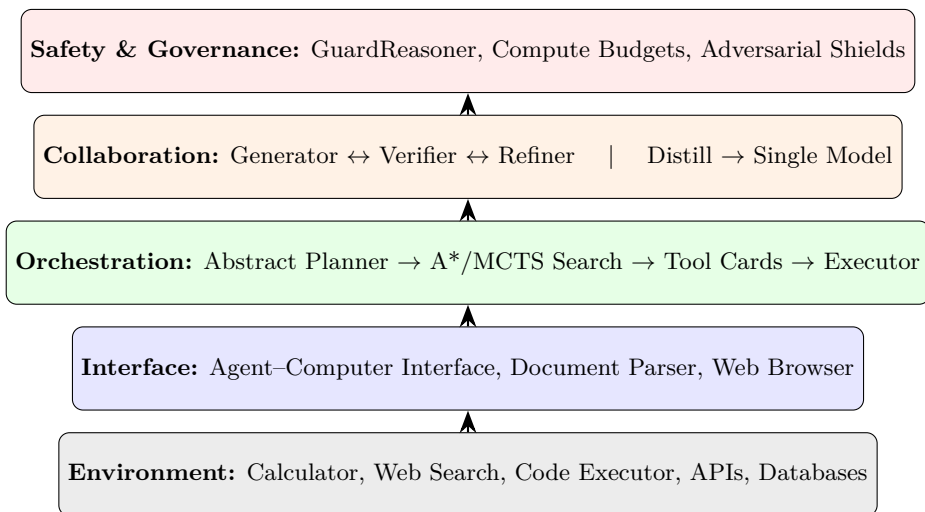 Safety & Governance: GuardReasoner, Compute Budgets, Adversarial Shields
Collaboration: Generator ↔ Verifier ↔ Refiner | Distill → Single Model
Orchestration: Abstract Planner → A*/MCTS Search → Tool Cards → Executor
Interface: Agent–Computer Interface, Document Parser, Web Browser
Environment: Calculator, Web Search, Code Executor, APIs, Databases